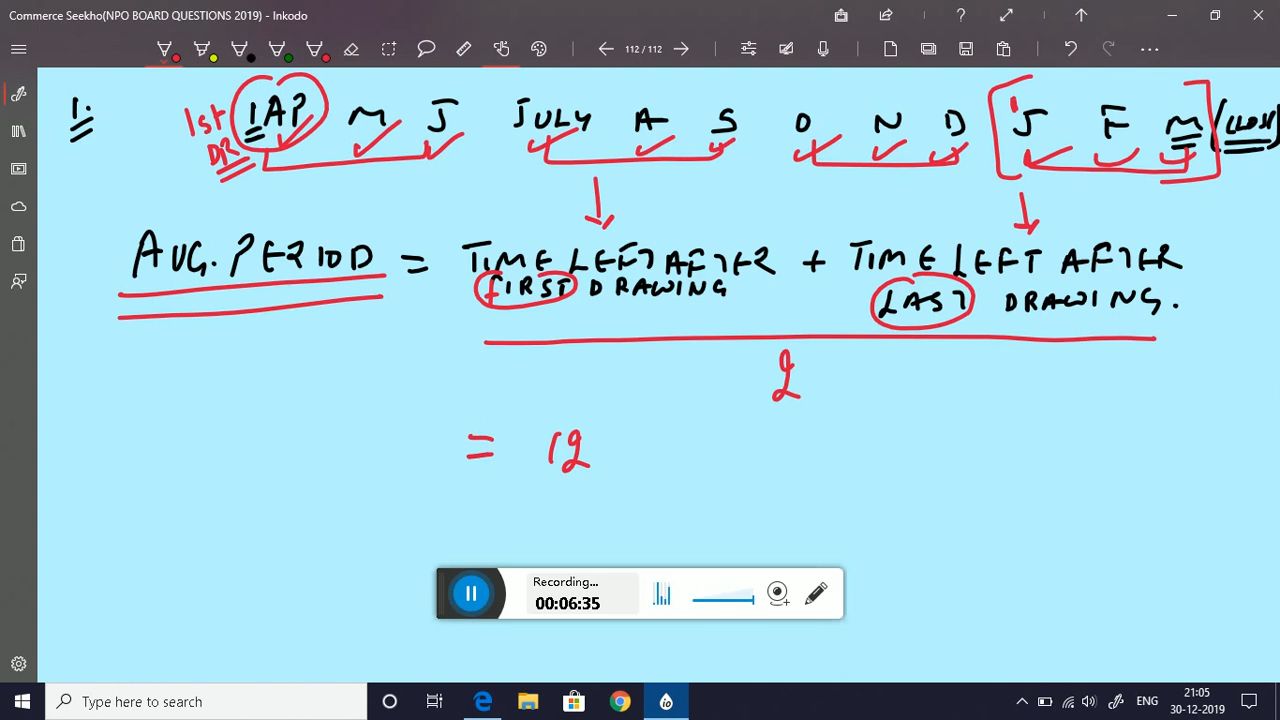 Commerce Seekho(NPO BOARD QUESTIONS 2019) - Inkodo
112 / 112
1. 1st 1AP M J JULY A S O N D J F M
DR
AVG. PERIOD = TIME LEFT AFTER + TIME LEFT AFTER
FIRST DRAWING LAST DRAWING.
2
= 12
Recording...
00:06:35
Type here to search
ENG
21:05
30-12-2019